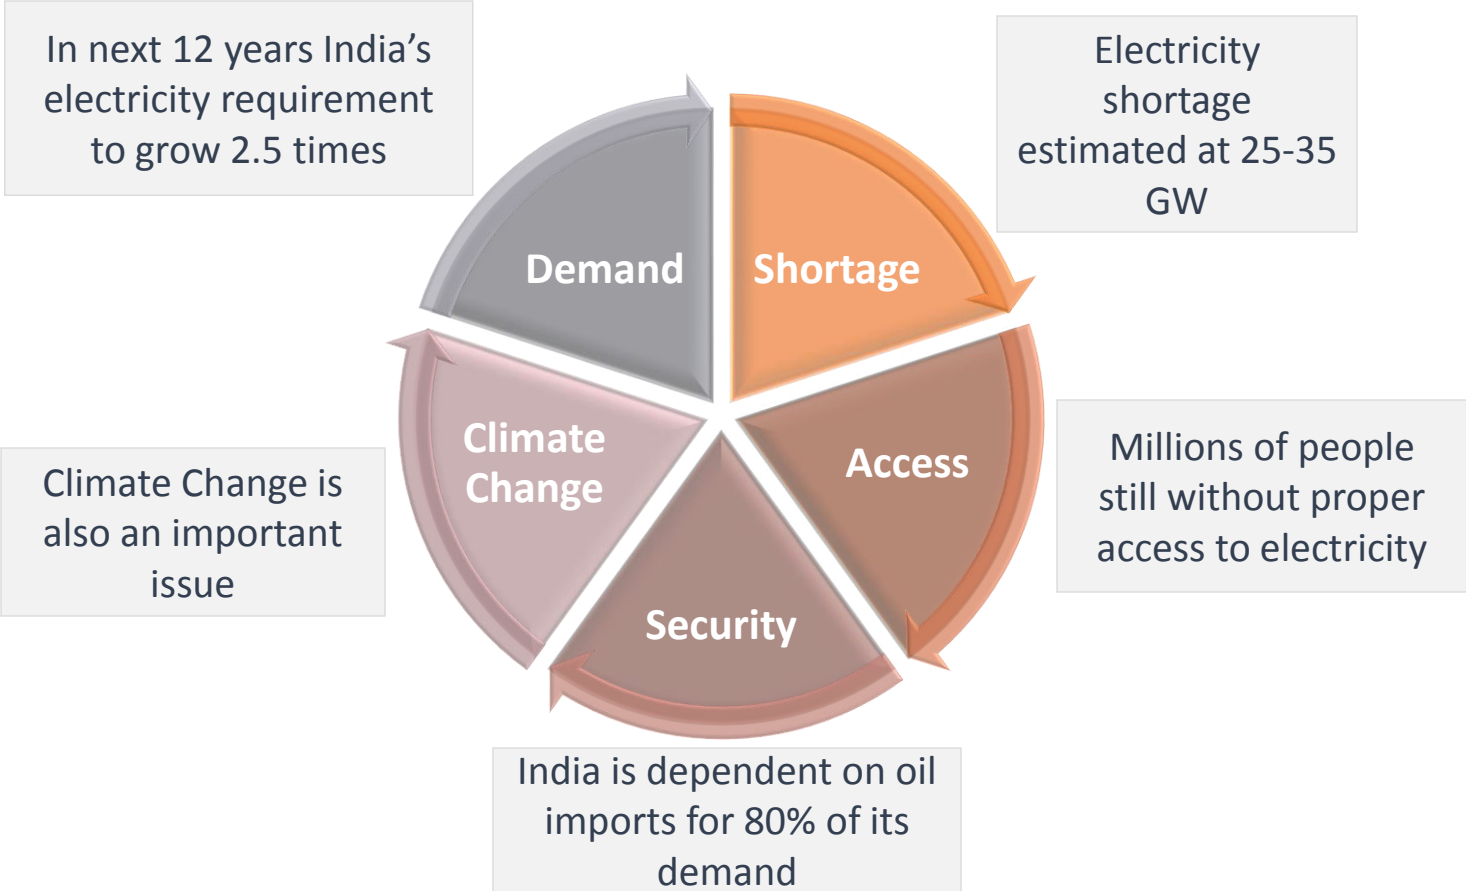 In next 12 years India’s
electricity requirement
to grow 2.5 times
Electricity
shortage
estimated at 25-35
GW
Demand
Shortage
Climate
Change
Access
Millions of people
still without proper
access to electricity
Climate Change is
also an important
issue
Security
India is dependent on oil
imports for 80% of its
demand